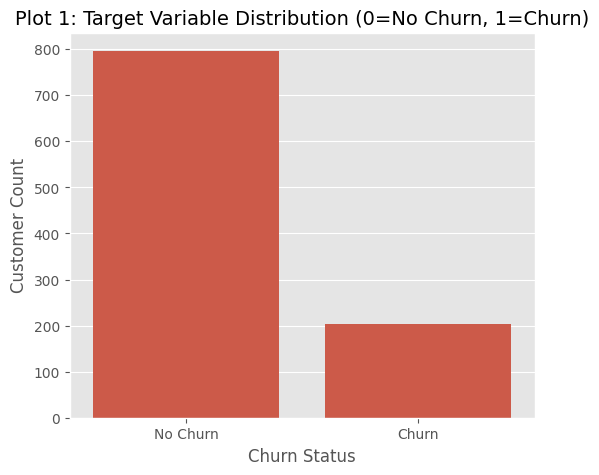 Plot 1: Target Variable Distribution (0=No Churn, 1=Churn)
800
700
600
500
400
300
200
100
0
Customer Count
No Churn
Churn
Churn Status